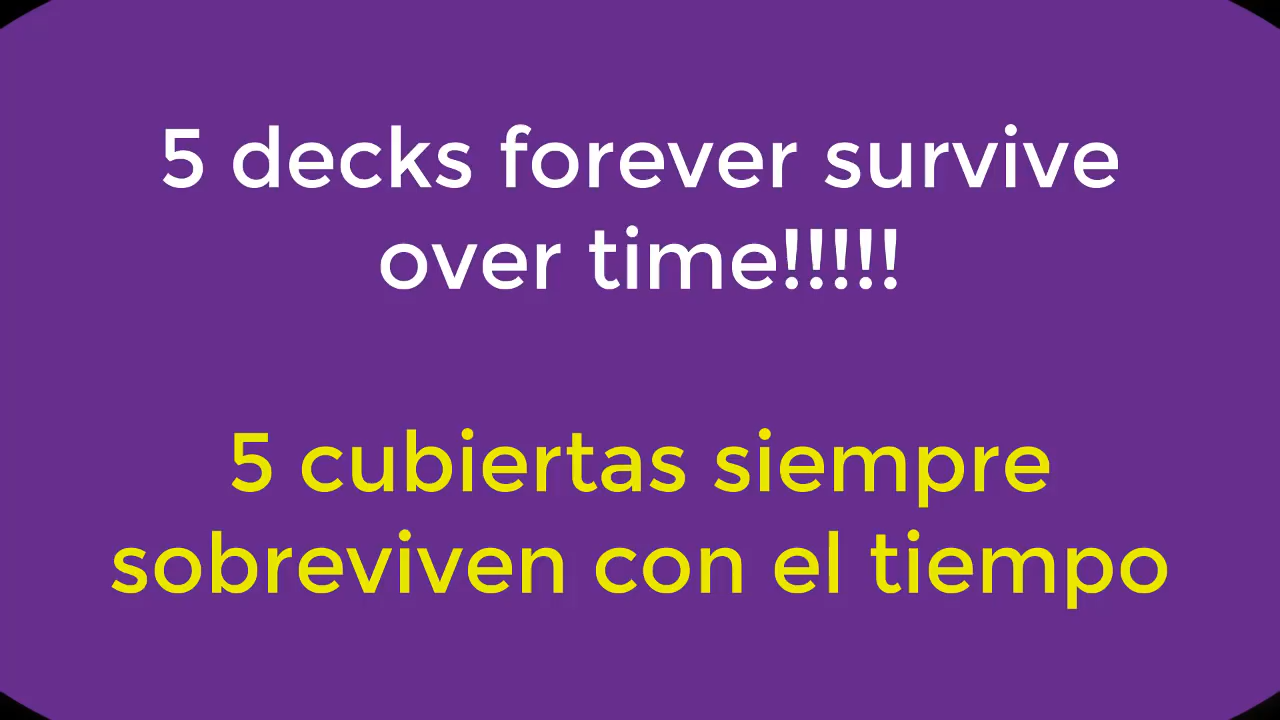 5 decks forever survive
over time!!!!!
5 cubiertas siempre
sobreviven con el tiempo